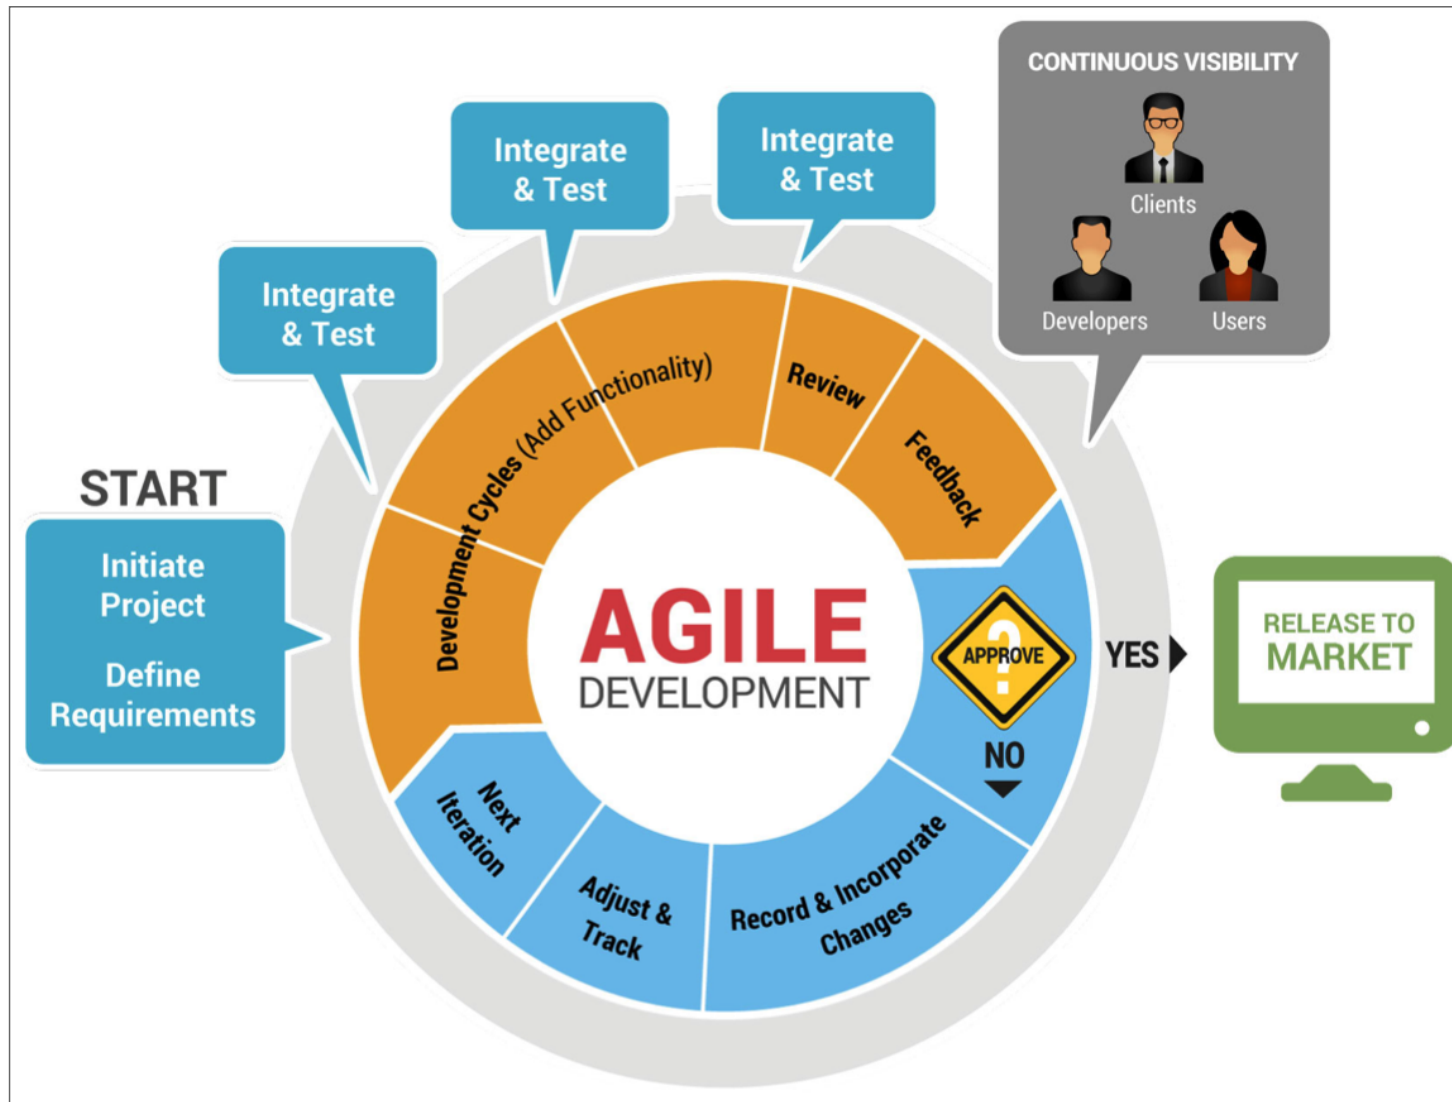 START
Initiate
Project
Define
Requirements
Integrate
& Test
Integrate
& Test
Integrate
& Test
CONTINUOUS VISIBILITY
Clients
Developers
Users
Development Cycles (Add Functionality)
Review
Feedback
AGILE
DEVELOPMENT
?
APPROVE
YES
RELEASE TO
MARKET
NO
Record & Incorporate
Changes
Adjust &
Track
Next
Iteration